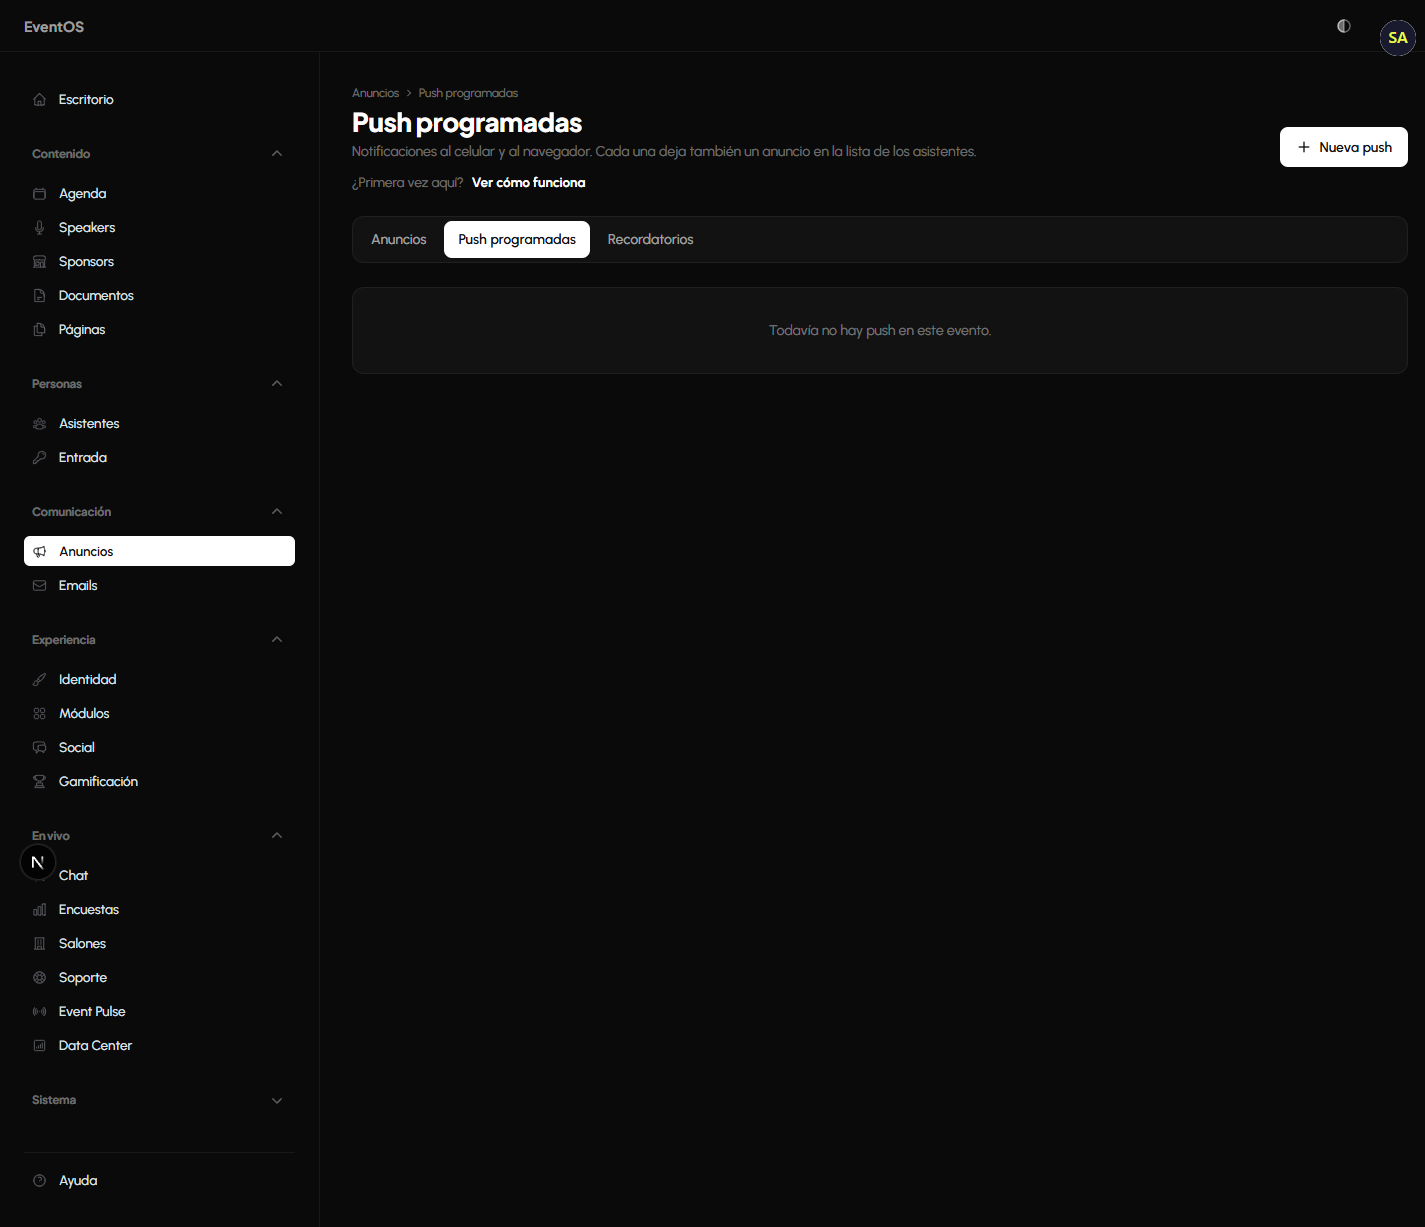 EventOS
SA
Escritorio
Contenido
Agenda
Speakers
Sponsors
Documentos
Páginas
Personas
Asistentes
Entrada
Comunicación
Anuncios
Emails
Experiencia
Identidad
Módulos
Social
Gamificación
En vivo
N
Chat
Encuestas
Salones
Soporte
Event Pulse
Data Center
Sistema
Ayuda
Anuncios > Push programadas
Push programadas
Notificaciones al celular y al navegador. Cada una deja también un anuncio en la lista de los asistentes.
¿Primera vez aquí? Ver cómo funciona
+ Nueva push
Anuncios Push programadas Recordatorios
Todavía no hay push en este evento.